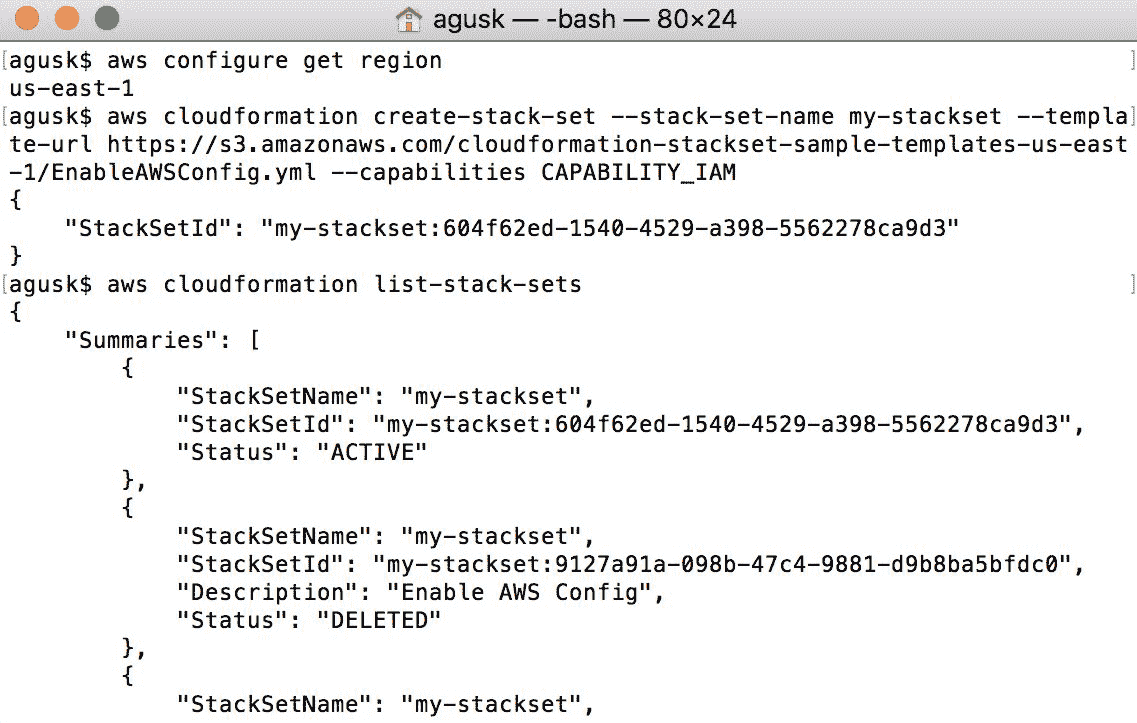 agusk — -bash — 80×24
[agusk$ aws configure get region ]
us-east-1
[agusk$ aws cloudformation create-stack-set --stack-set-name my-stackset --templa]
te-url https://s3.amazonaws.com/cloudformation-stackset-sample-templates-us-east
-1/EnableAWSConfig.yml --capabilities CAPABILITY_IAM
{
    "StackSetId": "my-stackset:604f62ed-1540-4529-a398-5562278ca9d3"
}
[agusk$ aws cloudformation list-stack-sets ]
{
    "Summaries": [
        {
            "StackSetName": "my-stackset",
            "StackSetId": "my-stackset:604f62ed-1540-4529-a398-5562278ca9d3",
            "Status": "ACTIVE"
        },
        {
            "StackSetName": "my-stackset",
            "StackSetId": "my-stackset:9127a91a-098b-47c4-9881-d9b8ba5bfdc0",
            "Description": "Enable AWS Config",
            "Status": "DELETED"
        },
        {
            "StackSetName": "my-stackset",